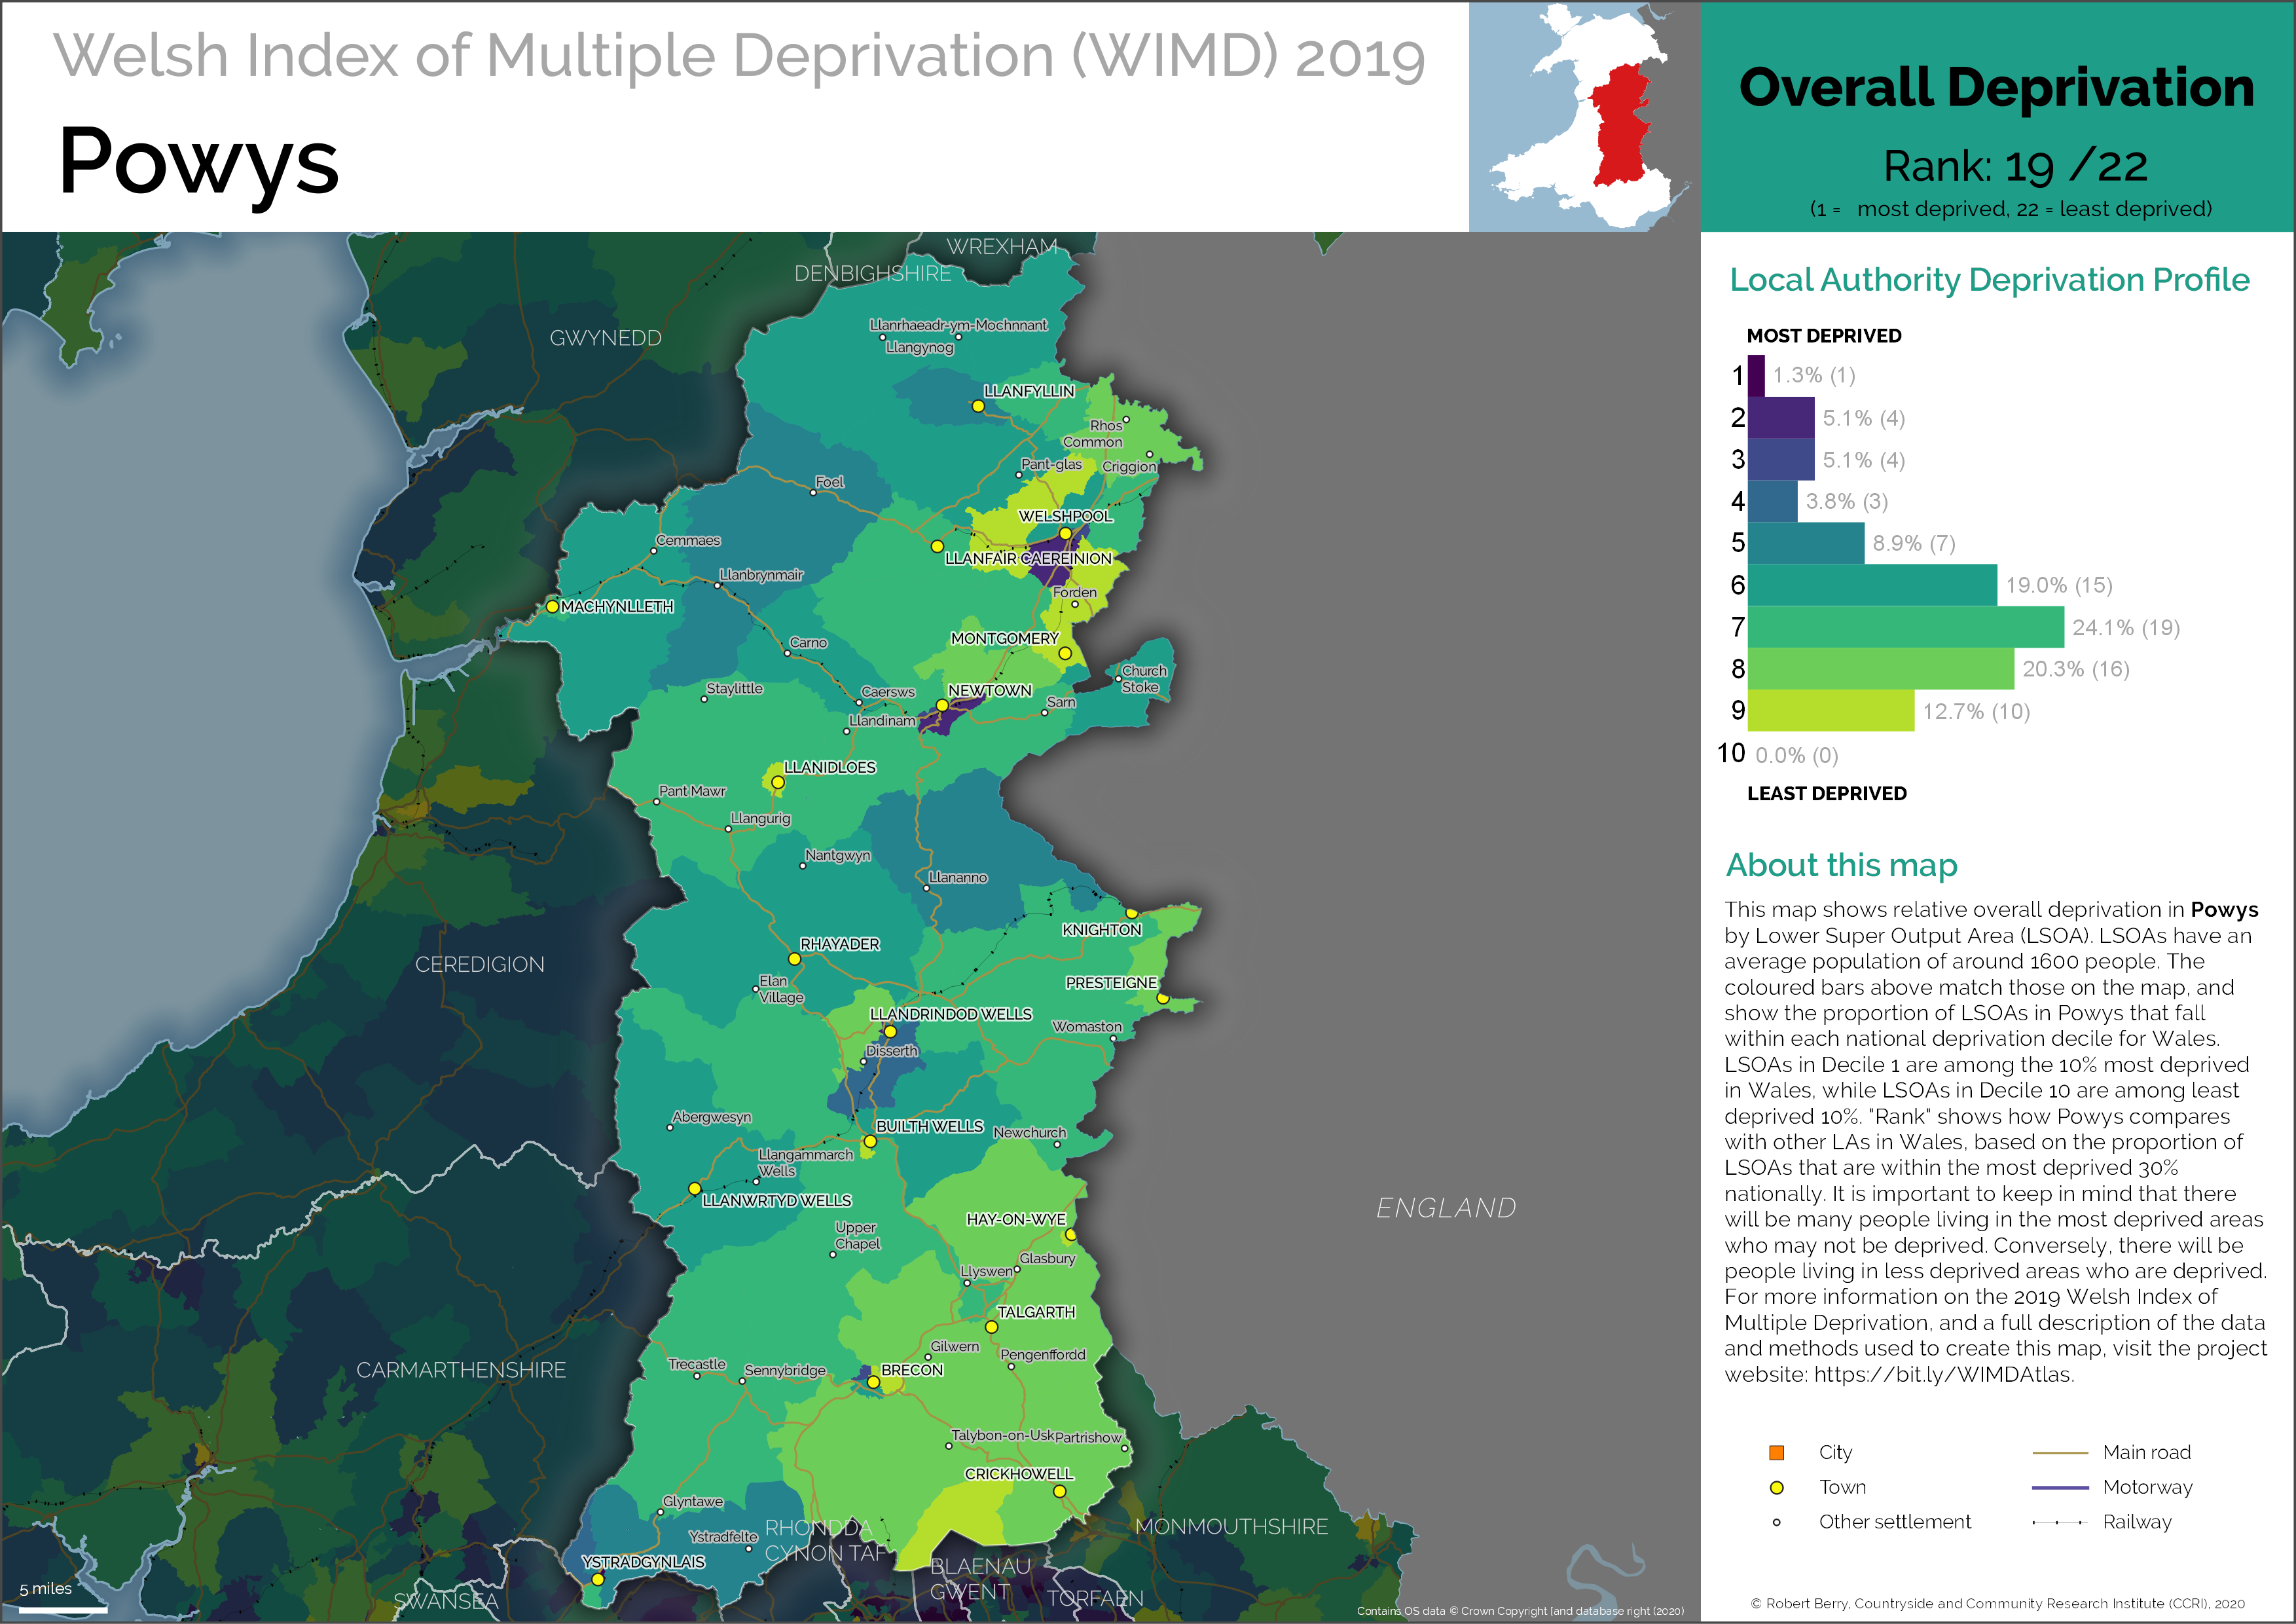 Welsh Index of Multiple Deprivation (WIMD) 2019
Powys
Overall Deprivation
Rank: 19 /22
(1 = most deprived, 22 = least deprived)
Local Authority Deprivation Profile
MOST DEPRIVED
1 1.3% (1)
2 5.1% (4)
3 5.1% (4)
4 3.8% (3)
5 8.9% (7)
6 19.0% (15)
7 24.1% (19)
8 20.3% (16)
9 12.7% (10)
10 0.0% (0)
LEAST DEPRIVED
About this map
This map shows relative overall deprivation in Powys
by Lower Super Output Area (LSOA). LSOAs have an
average population of around 1600 people. The
coloured bars above match those on the map, and
show the proportion of LSOAs in Powys that fall
within each national deprivation decile for Wales.
LSOAs in Decile 1 are among the 10% most deprived
in Wales, while LSOAs in Decile 10 are among least
deprived 10%. "Rank" shows how Powys compares
with other LAs in Wales, based on the proportion of
LSOAs that are within the most deprived 30%
nationally. It is important to keep in mind that there
will be many people living in the most deprived areas
who may not be deprived. Conversely, there will be
people living in less deprived areas who are deprived.
For more information on the 2019 Welsh Index of
Multiple Deprivation, and a full description of the data
and methods used to create this map, visit the project
website: https://bit.ly/WIMDAtlas.
City
Main road
Town
Motorway
Other settlement
Railway
© Robert Berry, Countryside and Community Research Institute (CCRI), 2020
WREXHAM
DENBIGHSHIRE
GWYNEDD
Llanrhaeadr-ym-Mochnnant
Llangynog
LLANFYLLIN
Rhos
Common
Pant-glas
Criggion
Foel
WELSHPOOL
Cemmaes
LLANFAIR CAEREINION
Llanbrynmair
Forden
MACHYNLLETH
MONTGOMERY
Carno
Church
Stoke
Staylittle
Caersws
NEWTOWN
Sarn
Llandinam
LLANIDLOES
Pant Mawr
Llangurig
Nantgwyn
Llananno
KNIGHTON
RHAYADER
CEREDIGION
PRESTEIGNE
Elan
Village
LLANDRINDOD WELLS
Womaston
Disserth
Abergwesyn
BUILTH WELLS
Newchurch
Llangammarch
Wells
LLANWRTYD WELLS
ENGLAND
HAY-ON-WYE
Upper
Chapel
Glasbury
Llyswen
TALGARTH
Gilwern
Pengenffordd
Trecastle
Sennybridge
BRECON
CARMARTHENSHIRE
Talybon-on-Usk
Partrishow
CRICKHOWELL
Glyntawe
RHONDDA
CYNON TAF
Ystradfelte
MONMOUTHSHIRE
YSTRADGYNLAIS
BLAENAU
GWENT
TORFAEN
SWANSEA
5 miles
Contains OS data © Crown Copyright [and database right (2020)